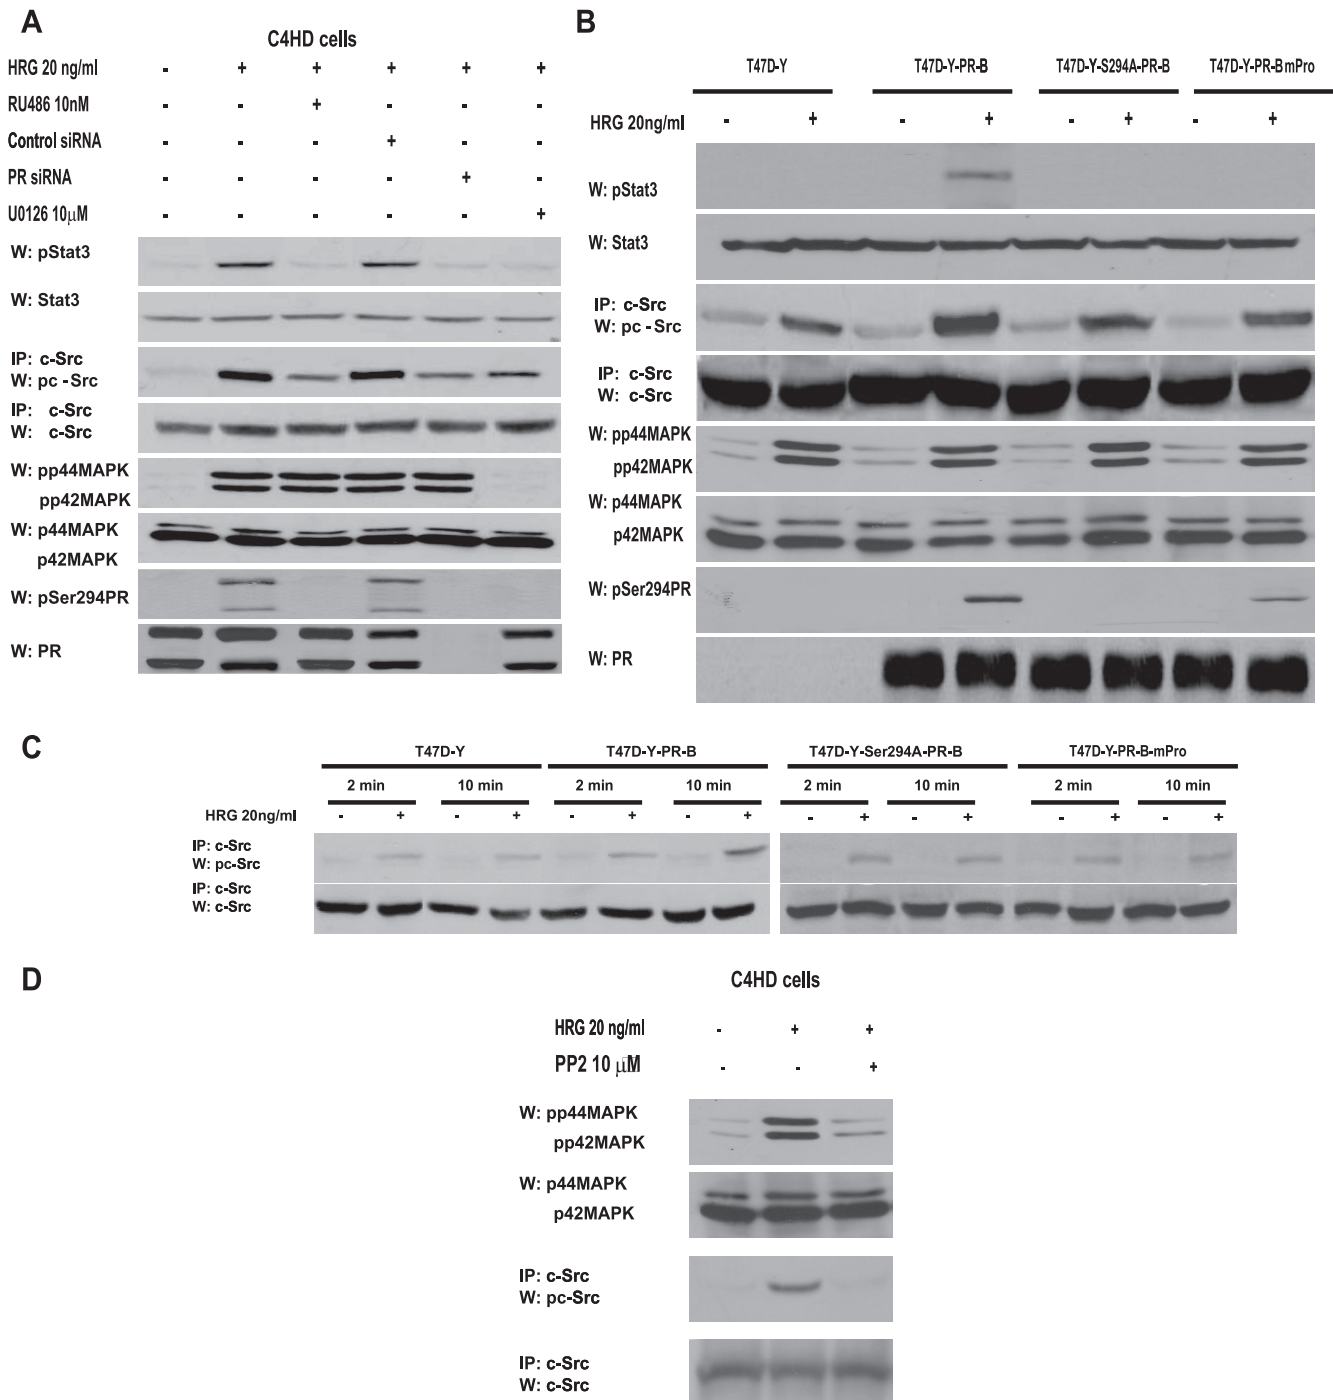 A
C4HD cells
HRG 20 ng/ml - + + + + +
RU486 10nM - - + - - -
Control siRNA - - - + - -
PR siRNA - - - - + -
U0126 10µM - - - - - +
W: pStat3
W: Stat3
IP: c-Src
W: pc -Src
IP: c-Src
W: c-Src
W: pp44MAPK
pp42MAPK
W: p44MAPK
p42MAPK
W: pSer294PR
W: PR
B
T47D-Y T47D-Y-PR-B T47D-Y-S294A-PR-B T47D-Y-PR-BmPro
HRG 20ng/ml - + - + - + - +
W: pStat3
W: Stat3
IP: c-Src
W: pc - Src
IP: c-Src
W: c-Src
W: pp44MAPK
pp42MAPK
W: p44MAPK
p42MAPK
W: pSer294PR
W: PR
C
T47D-Y T47D-Y-PR-B T47D-Y-Ser294A-PR-B T47D-Y-PR-B-mPro
2 min 10 min 2 min 10 min 2 min 10 min 2 min 10 min
HRG 20ng/ml - + - + - + - + - + - + - + - +
IP: c-Src
W: pc-Src
IP: c-Src
W: c-Src
D
C4HD cells
HRG 20 ng/ml - + +
PP2 10 µM - - +
W: pp44MAPK
pp42MAPK
W: p44MAPK
p42MAPK
IP: c-Src
W: pc-Src
IP: c-Src
W: c-Src